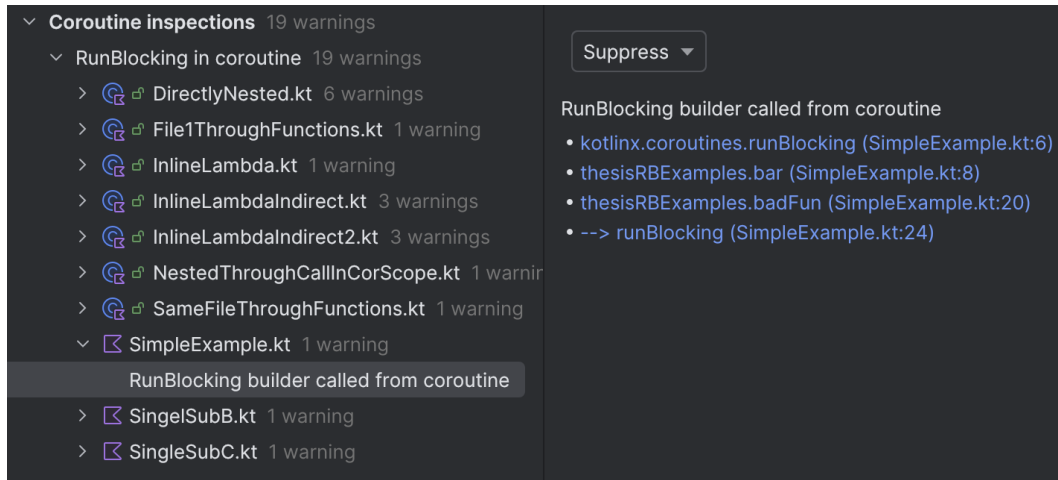 Coroutine inspections 19 warnings
RunBlocking in coroutine 19 warnings
DirectlyNested.kt 6 warnings
File1ThroughFunctions.kt 1 warning
InlineLambda.kt 1 warning
InlineLambdaIndirect.kt 3 warnings
InlineLambdaIndirect2.kt 3 warnings
NestedThroughCallInCorScope.kt 1 warnir
SameFileThroughFunctions.kt 1 warning
SimpleExample.kt 1 warning
RunBlocking builder called from coroutine
SingelSubB.kt 1 warning
SingleSubC.kt 1 warning
Suppress
RunBlocking builder called from coroutine
• kotlinx.coroutines.runBlocking (SimpleExample.kt:6)
• thesisRBExamples.bar (SimpleExample.kt:8)
• thesisRBExamples.badFun (SimpleExample.kt:20)
• --> runBlocking (SimpleExample.kt:24)